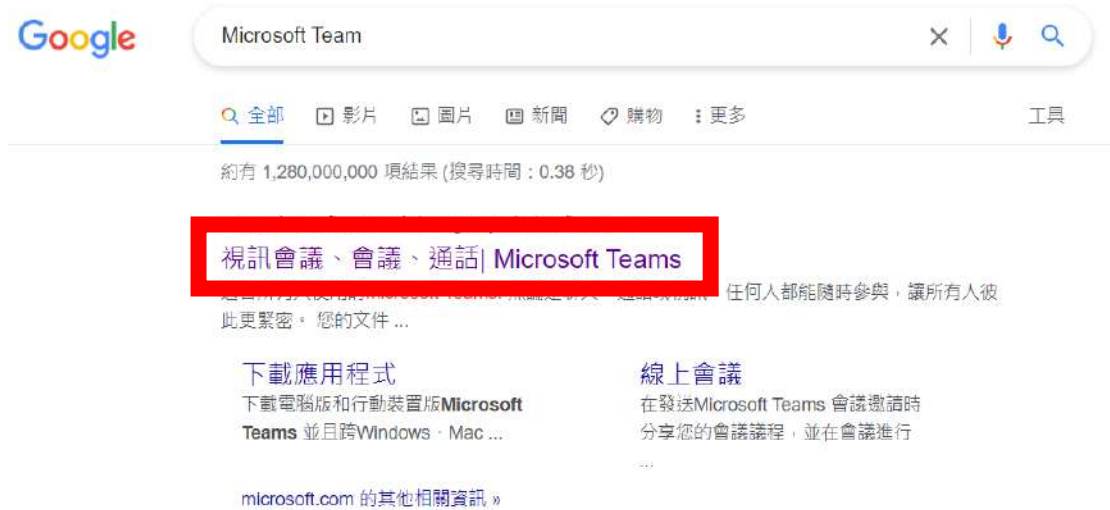 Google
Microsoft Team
全部 影片 圖片 新聞 購物 更多 工具
約有 1,280,000,000 項結果 (搜尋時間：0.38 秒)
視訊會議、會議、通話| Microsoft Teams
任何人都能隨時參與，讓所有人彼
此更緊密。 您的文件 ...
下載應用程式
下載電腦版和行動裝置版Microsoft
Teams 並且跨Windows、Mac ...
線上會議
在發送Microsoft Teams 會議邀請時
分享您的會議議程，並在會議進行
...
microsoft.com 的其他相關資訊 »